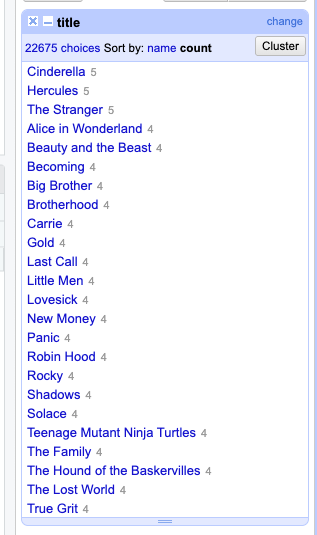 title change
22675 choices Sort by: name count Cluster
Cinderella 5
Hercules 5
The Stranger 5
Alice in Wonderland 4
Beauty and the Beast 4
Becoming 4
Big Brother 4
Brotherhood 4
Carrie 4
Gold 4
Last Call 4
Little Men 4
Lovesick 4
New Money 4
Panic 4
Robin Hood 4
Rocky 4
Shadows 4
Solace 4
Teenage Mutant Ninja Turtles 4
The Family 4
The Hound of the Baskervilles 4
The Lost World 4
True Grit 4